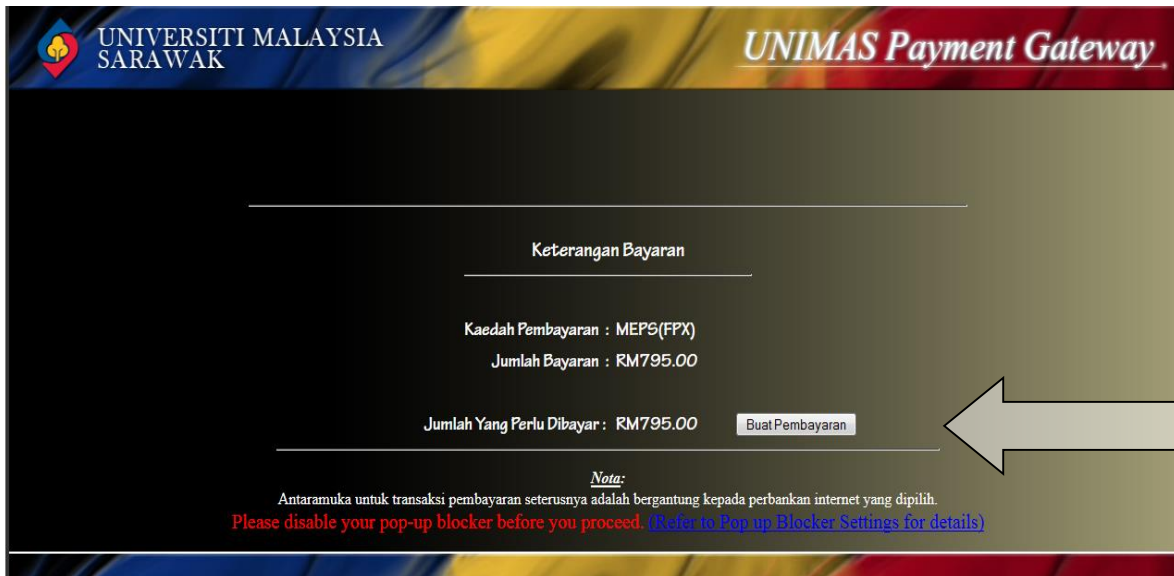 UNIVERSITI MALAYSIA
SARAWAK
UNIMAS Payment Gateway
Keterangan Bayaran
Kaedah Pembayaran : MEPS(FPX)
Jumlah Bayaran : RM795.00
Jumlah Yang Perlu Dibayar : RM795.00 Buat Pembayaran
Nota:
Antaramuka untuk transaksi pembayaran seterusnya adalah bergantung kepada perbankan internet yang dipilih.
Please disable your pop-up blocker before you proceed. (Refer to Pop up Blocker Settings for details)